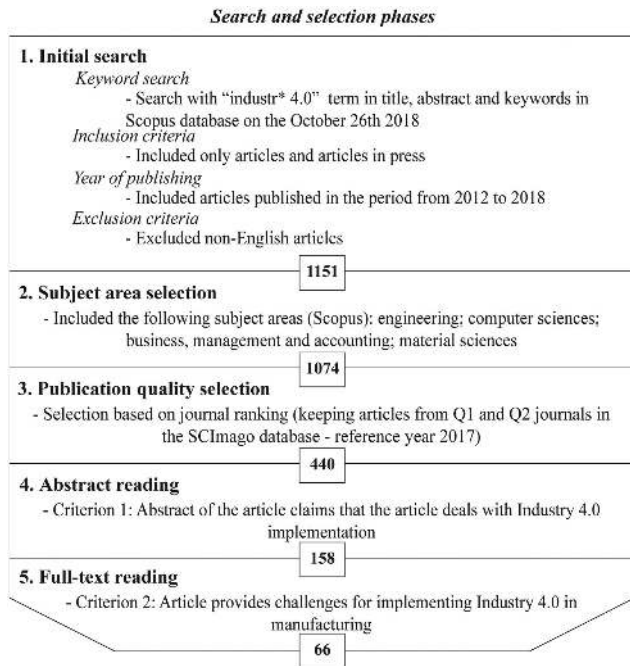 Search and selection phases
1. Initial search
Keyword search
- Search with “industr* 4.0” term in title, abstract and keywords in
Scopus database on the October 26th 2018
Inclusion criteria
- Included only articles and articles in press
Year of publishing
- Included articles published in the period from 2012 to 2018
Exclusion criteria
- Excluded non-English articles
1151
2. Subject area selection
- Included the following subject areas (Scopus): engineering; computer sciences;
business, management and accounting; material sciences
1074
3. Publication quality selection
- Selection based on journal ranking (keeping articles from Q1 and Q2 journals in
the SCImago database - reference year 2017)
440
4. Abstract reading
- Criterion 1: Abstract of the article claims that the article deals with Industry 4.0
implementation
158
5. Full-text reading
- Criterion 2: Article provides challenges for implementing Industry 4.0 in
manufacturing
66